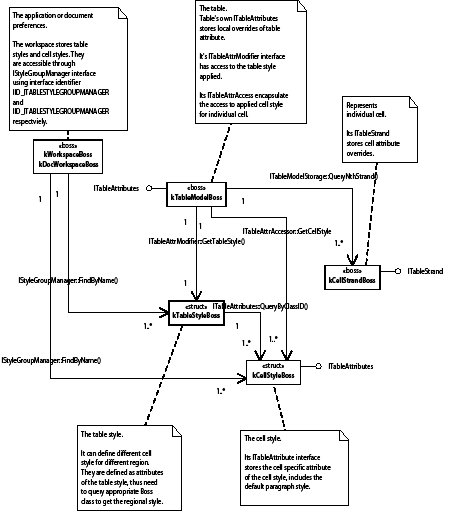 The application or document
preferences.
The workspace stores table
styles and cell styles. They
are accessible through
IStyleGroupManager interface
using interface identifier
IID_ITABLESTYLEGROUPMANAGER
and
IID_ITABLESTYLEGROUPMANAGER
respectviely.
The table.
Table's own ITableAttributes
stores local overrides of table
attribute.
It's ITableAttrModifier interface
has access to the table style
applied.
Its ITableAttrAccess encapsulate
the access to applied cell style
for individual cell.
Represents
individual cell.
Its ITableStrand
stores cell attribute
overrides.
«boss»
kWorkspaceBoss
kDocWorkspaceBoss
ITableModelStorage::QueryNthStrand()
1
1
ITableAttributes
«boss»
kTableModelBoss
1
1
1
ITableAttrAccessor::GetCellStyle
ITableAttrModifier::GetTableStyle()
1..*
«boss»
kCellStrandBoss
ITableStrand
IStyleGroupManager::FindByName()
1
«struct»
kTableStyleBoss
ITableAttributes::QueryByClassID()
1..*
1
1..*
1..*
IStyleGroupManager::FindByName()
«struct»
kCellStyleBoss
ITableAttributes
1..*
The table style.
It can define different cell
style for different region.
They are defined as attributes
of the table style, thus need
to query appropriate Boss
class to get the regional style.
The cell style.
Its ITableAttribute interface
stores the cell specific attribute
of the cell style, includes the
default paragraph style.